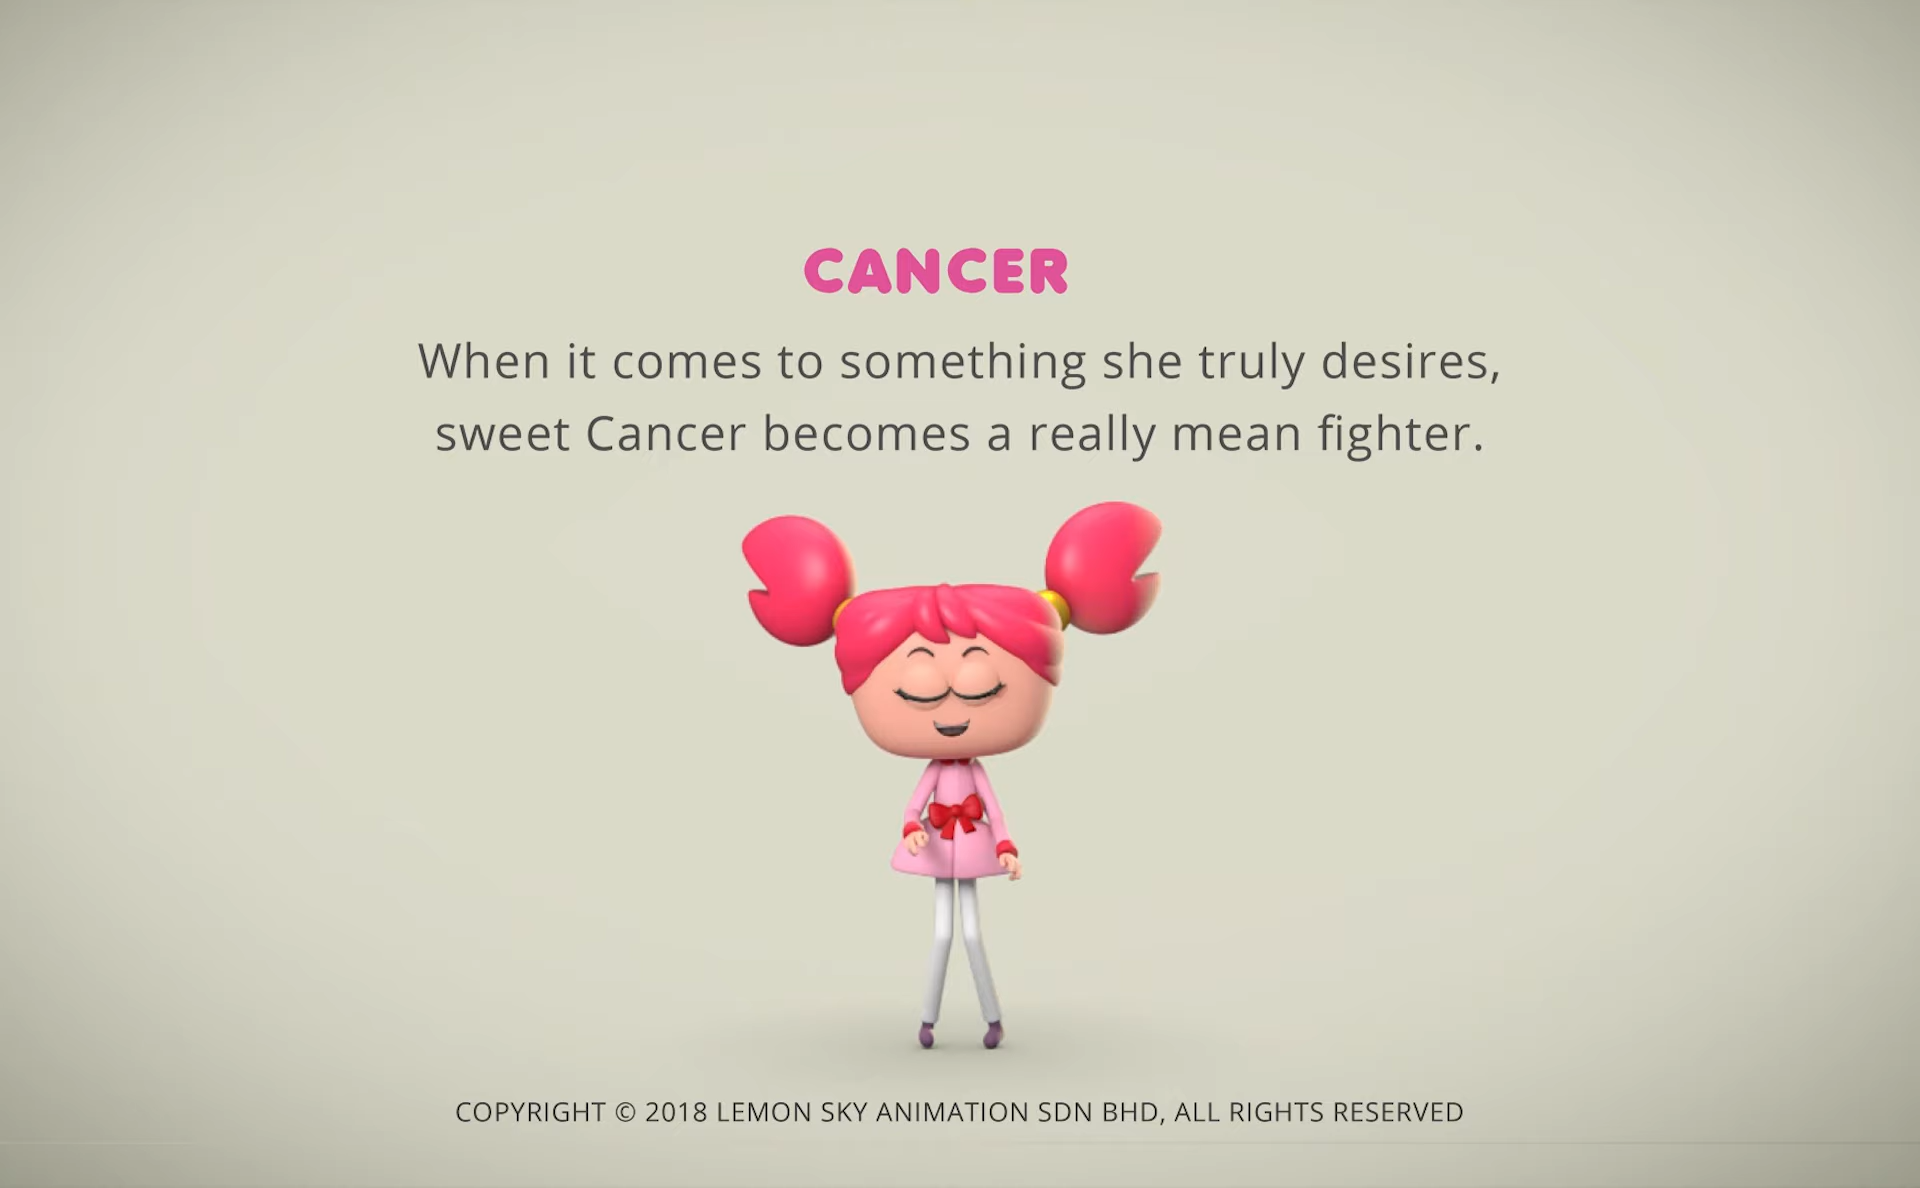 CANCER
When it comes to something she truly desires,
sweet Cancer becomes a really mean fighter.
COPYRIGHT © 2018 LEMON SKY ANIMATION SDN BHD, ALL RIGHTS RESERVED